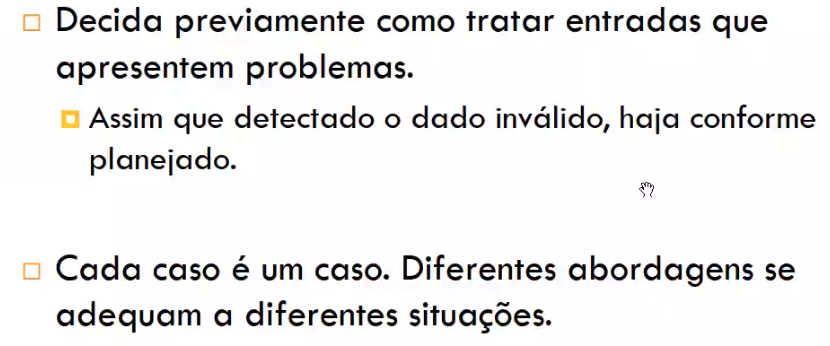 Decida previamente como tratar entradas que
apresentem problemas.
Assim que detectado o dado inválido, haja conforme
planejado.
Cada caso é um caso. Diferentes abordagens se
adequam a diferentes situações.